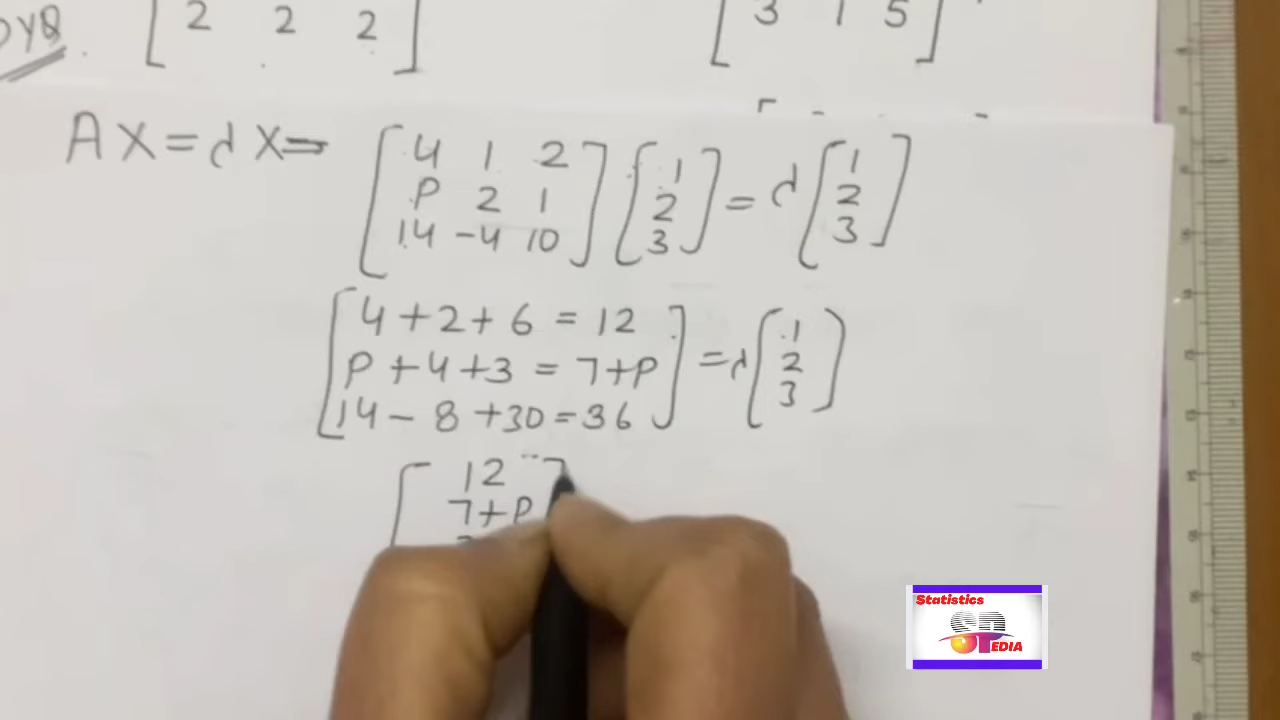 PYQ. [ 2 2 2 ] [ 3 1 5 ]
AX = λX = [ 4 1 2 ] [ 1 ] = λ [ 1 ]
P 2 1 2 2
14 -4 10 3 3
[ 4 + 2 + 6 = 12 ] = λ [ 1 ]
P + 4 + 3 = 7 + P 2
14 - 8 + 30 = 36 3
[ 12 ]
7 + P
Statistics
EDIA